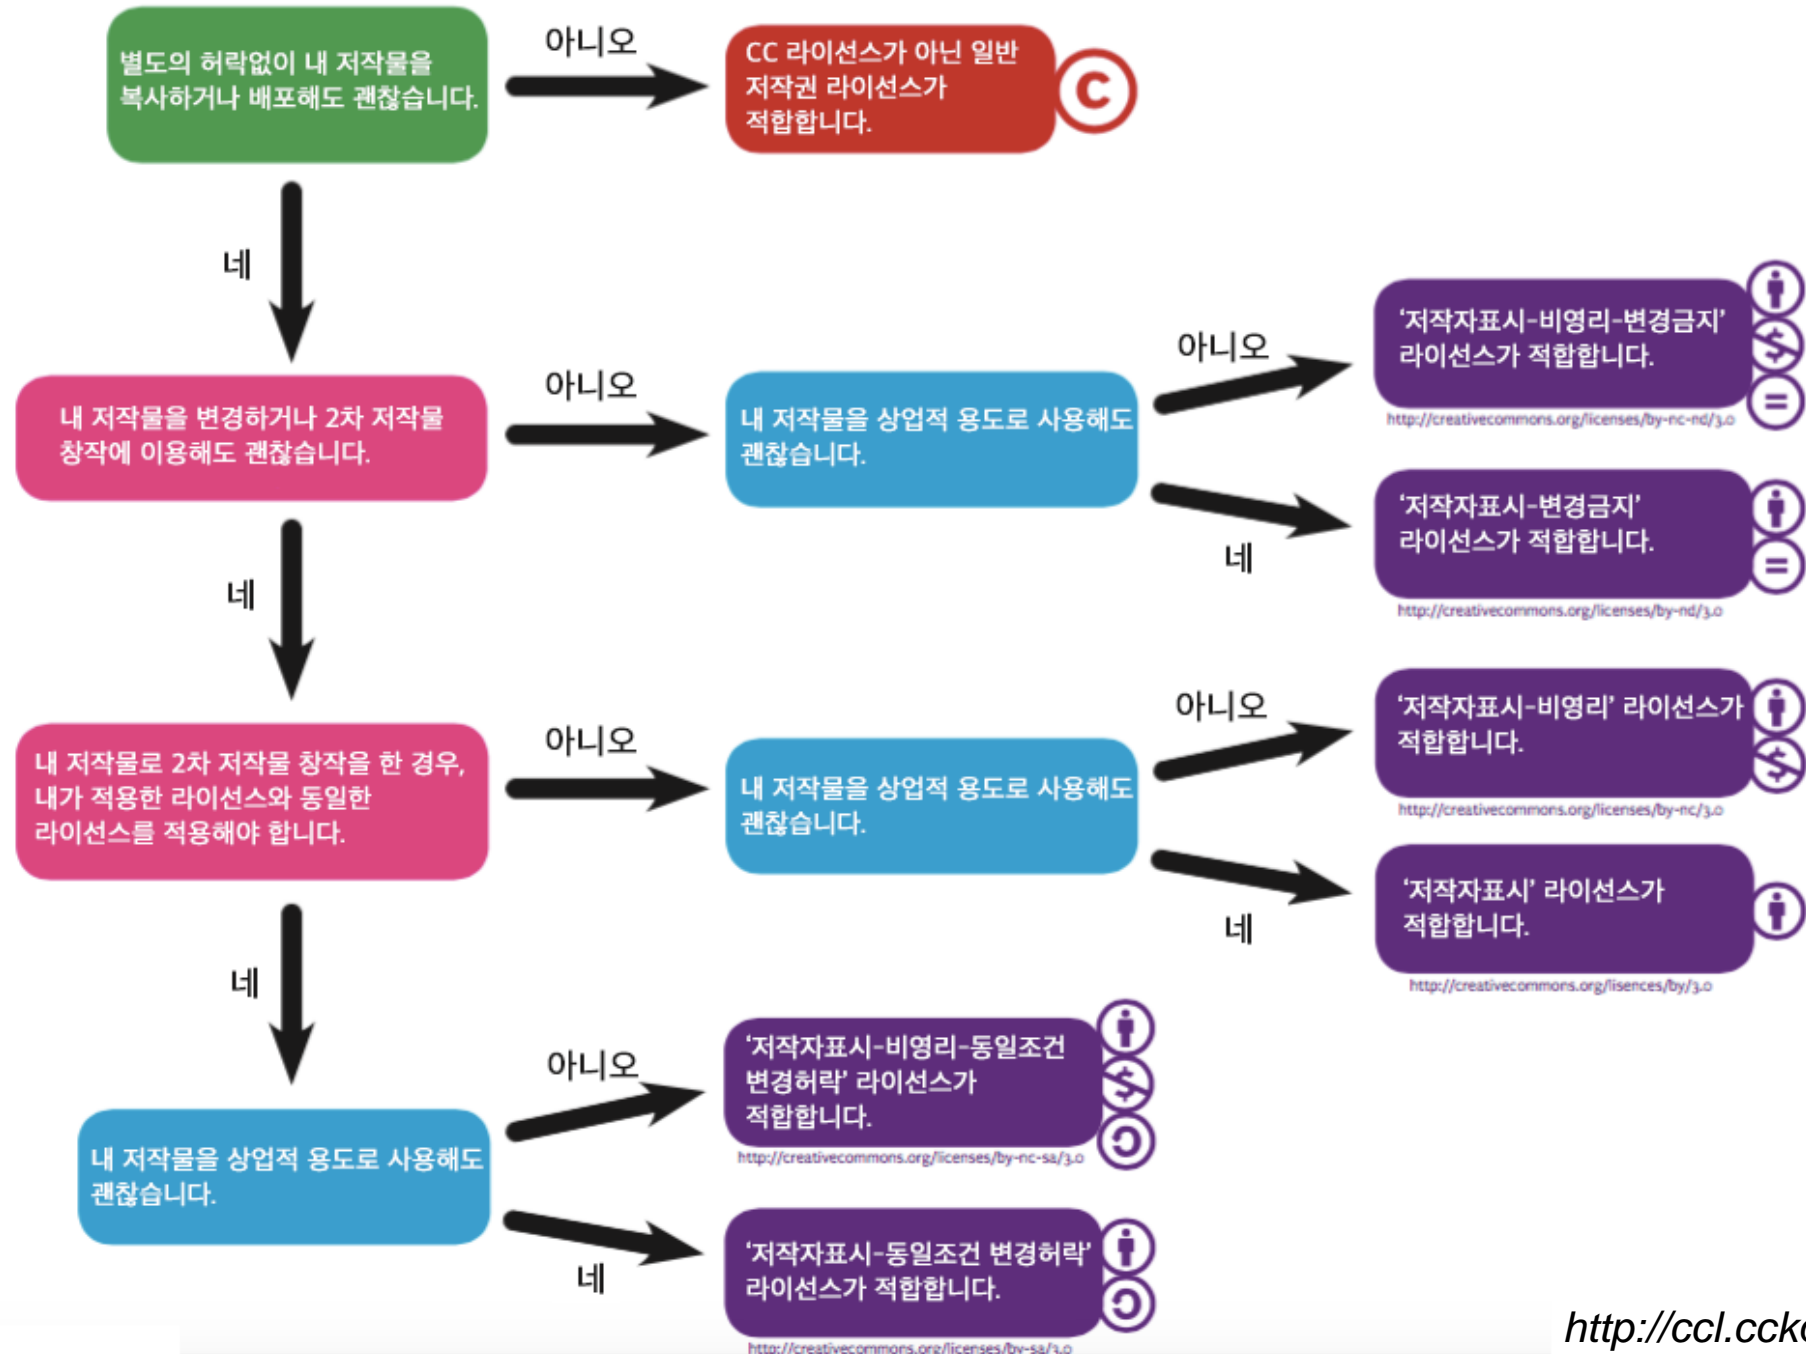 별도의 허락없이 내 저작물을
복사하거나 배포해도 괜찮습니다.
아니오
CC 라이선스가 아닌 일반
저작권 라이선스가
적합합니다.
C
네
내 저작물을 변경하거나 2차 저작물
창작에 이용해도 괜찮습니다.
아니오
내 저작물을 상업적 용도로 사용해도
괜찮습니다.
아니오
‘저작자표시-비영리-변경금지’
라이선스가 적합합니다.
http://creativecommons.org/licenses/by-nc-nd/3.0
네
‘저작자표시-변경금지’
라이선스가 적합합니다.
http://creativecommons.org/licenses/by-nd/3.0
네
내 저작물로 2차 저작물 창작을 한 경우,
내가 적용한 라이선스와 동일한
라이선스를 적용해야 합니다.
아니오
내 저작물을 상업적 용도로 사용해도
괜찮습니다.
아니오
‘저작자표시-비영리’ 라이선스가
적합합니다.
http://creativecommons.org/licenses/by-nc/3.0
네
‘저작자표시’ 라이선스가
적합합니다.
http://creativecommons.org/lisences/by/3.0
네
내 저작물을 상업적 용도로 사용해도
괜찮습니다.
아니오
‘저작자표시-비영리-동일조건
변경허락’ 라이선스가
적합합니다.
http://creativecommons.org/licenses/by-nc-sa/3.0
네
‘저작자표시-동일조건 변경허락’
라이선스가 적합합니다.
http://creativecommons.org/licenses/by-sa/3.0
http://ccl.ccko